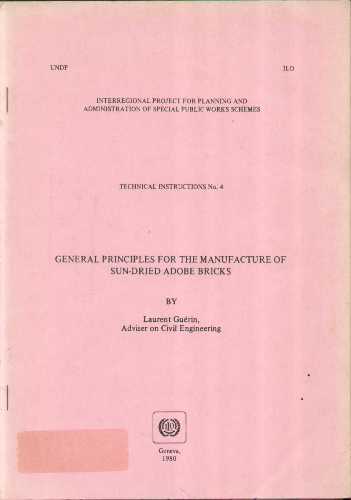 UNDP
ILO
INTERREGIONAL PROJECT FOR PLANNING AND
ADMINISTRATION OF SPECIAL PUBLIC WORKS SCHEMES
TECHNICAL INSTRUCTIONS No. 4
GENERAL PRINCIPLES FOR THE MANUFACTURE OF
SUN-DRIED ADOBE BRICKS
BY
Laurent Guérin,
Adviser on Civil Engineering
Geneva,
1980